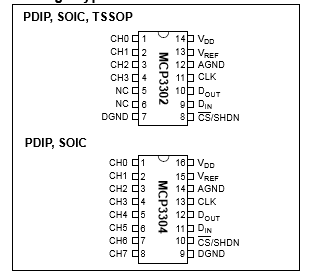 PDIP, SOIC, TSSOP
CH0 1 14 VDD
CH1 2 13 VREF
CH2 3 12 AGND
CH3 4 11 CLK
NC 5 10 DOUT
NC 6 9 DIN
DGND 7 8 CS/SHDN
MCP3302
PDIP, SOIC
CH0 1 16 VDD
CH1 2 15 VREF
CH2 3 14 AGND
CH3 4 13 CLK
CH4 5 12 DOUT
CH5 6 11 DIN
CH6 7 10 CS/SHDN
CH7 8 9 DGND
MCP3304